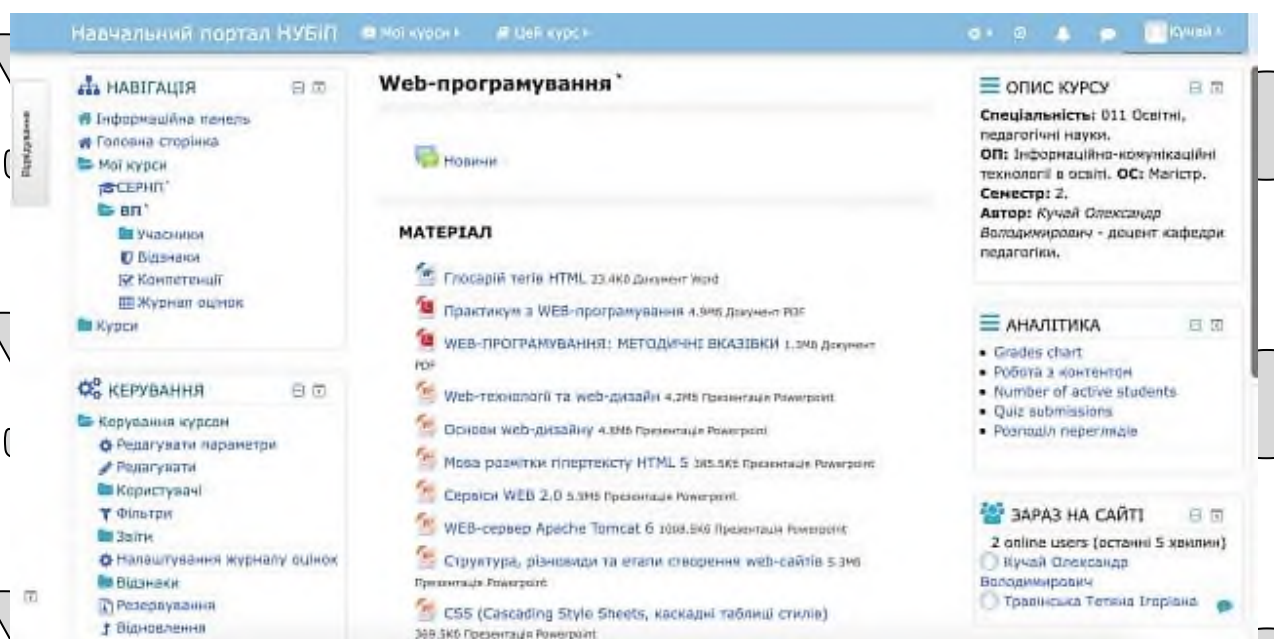 Навчальний портал НУБіП
Мої курси
Цей курс
Кучай
НАВІГАЦІЯ
Інформаційна панель
Головна сторінка
Мої курси
СЕРНП*
ВП*
Учасники
Відзнаки
Компетенції
Журнал оцінок
Курси
КЕРУВАННЯ
Керування курсом
Редагувати параметри
Редагувати
Користувачі
Фільтри
Звіти
Налаштування журналу оцінок
Відзнаки
Резервування
Відновлення
Web-програмування*
Новини
МАТЕРІАЛ
Глосарій тегів HTML 23.4Кб Документ Word
Практикум з WEB-програмування 4.9Мб Документ PDF
WEB-ПРОГРАМУВАННЯ: МЕТОДИЧНІ ВКАЗІВКИ Документ
PDF
Web-технології та web-дизайн 4.2Мб Презентація Powerpoint
Основи web-дизайну 4.8Мб Презентація Powerpoint
Мова розмітки гіпертексту HTML 5 Презентація Powerpoint
Сервіси WEB 2.0 5.9Мб Презентація Powerpoint
WEB-сервер Apache Tomcat 6 Презентація Powerpoint
Структура, різновиди та етапи створення web-сайтів 5.3Мб
Презентація Powerpoint
CSS (Cascading Style Sheets, каскадні таблиці стилів)
369.5Кб Презентація Powerpoint
ОПИС КУРСУ
Спеціальність: 011 Освітні,
педагогічні науки.
ОП: Інформаційно-комунікаційні
технології в освіті. ОС: Магістр.
Семестр: 2.
Автор: Кучай Олександр
Володимирович - доцент кафедри
педагогіки.
АНАЛІТИКА
Grades chart
Робота з контентом
Number of active students
Quiz submissions
Розподіл переглядів
ЗАРАЗ НА САЙТІ
2 online users (останні 5 хвилин)
Кучай Олександр
Володимирович
Травінська Тетяна Ігорівна